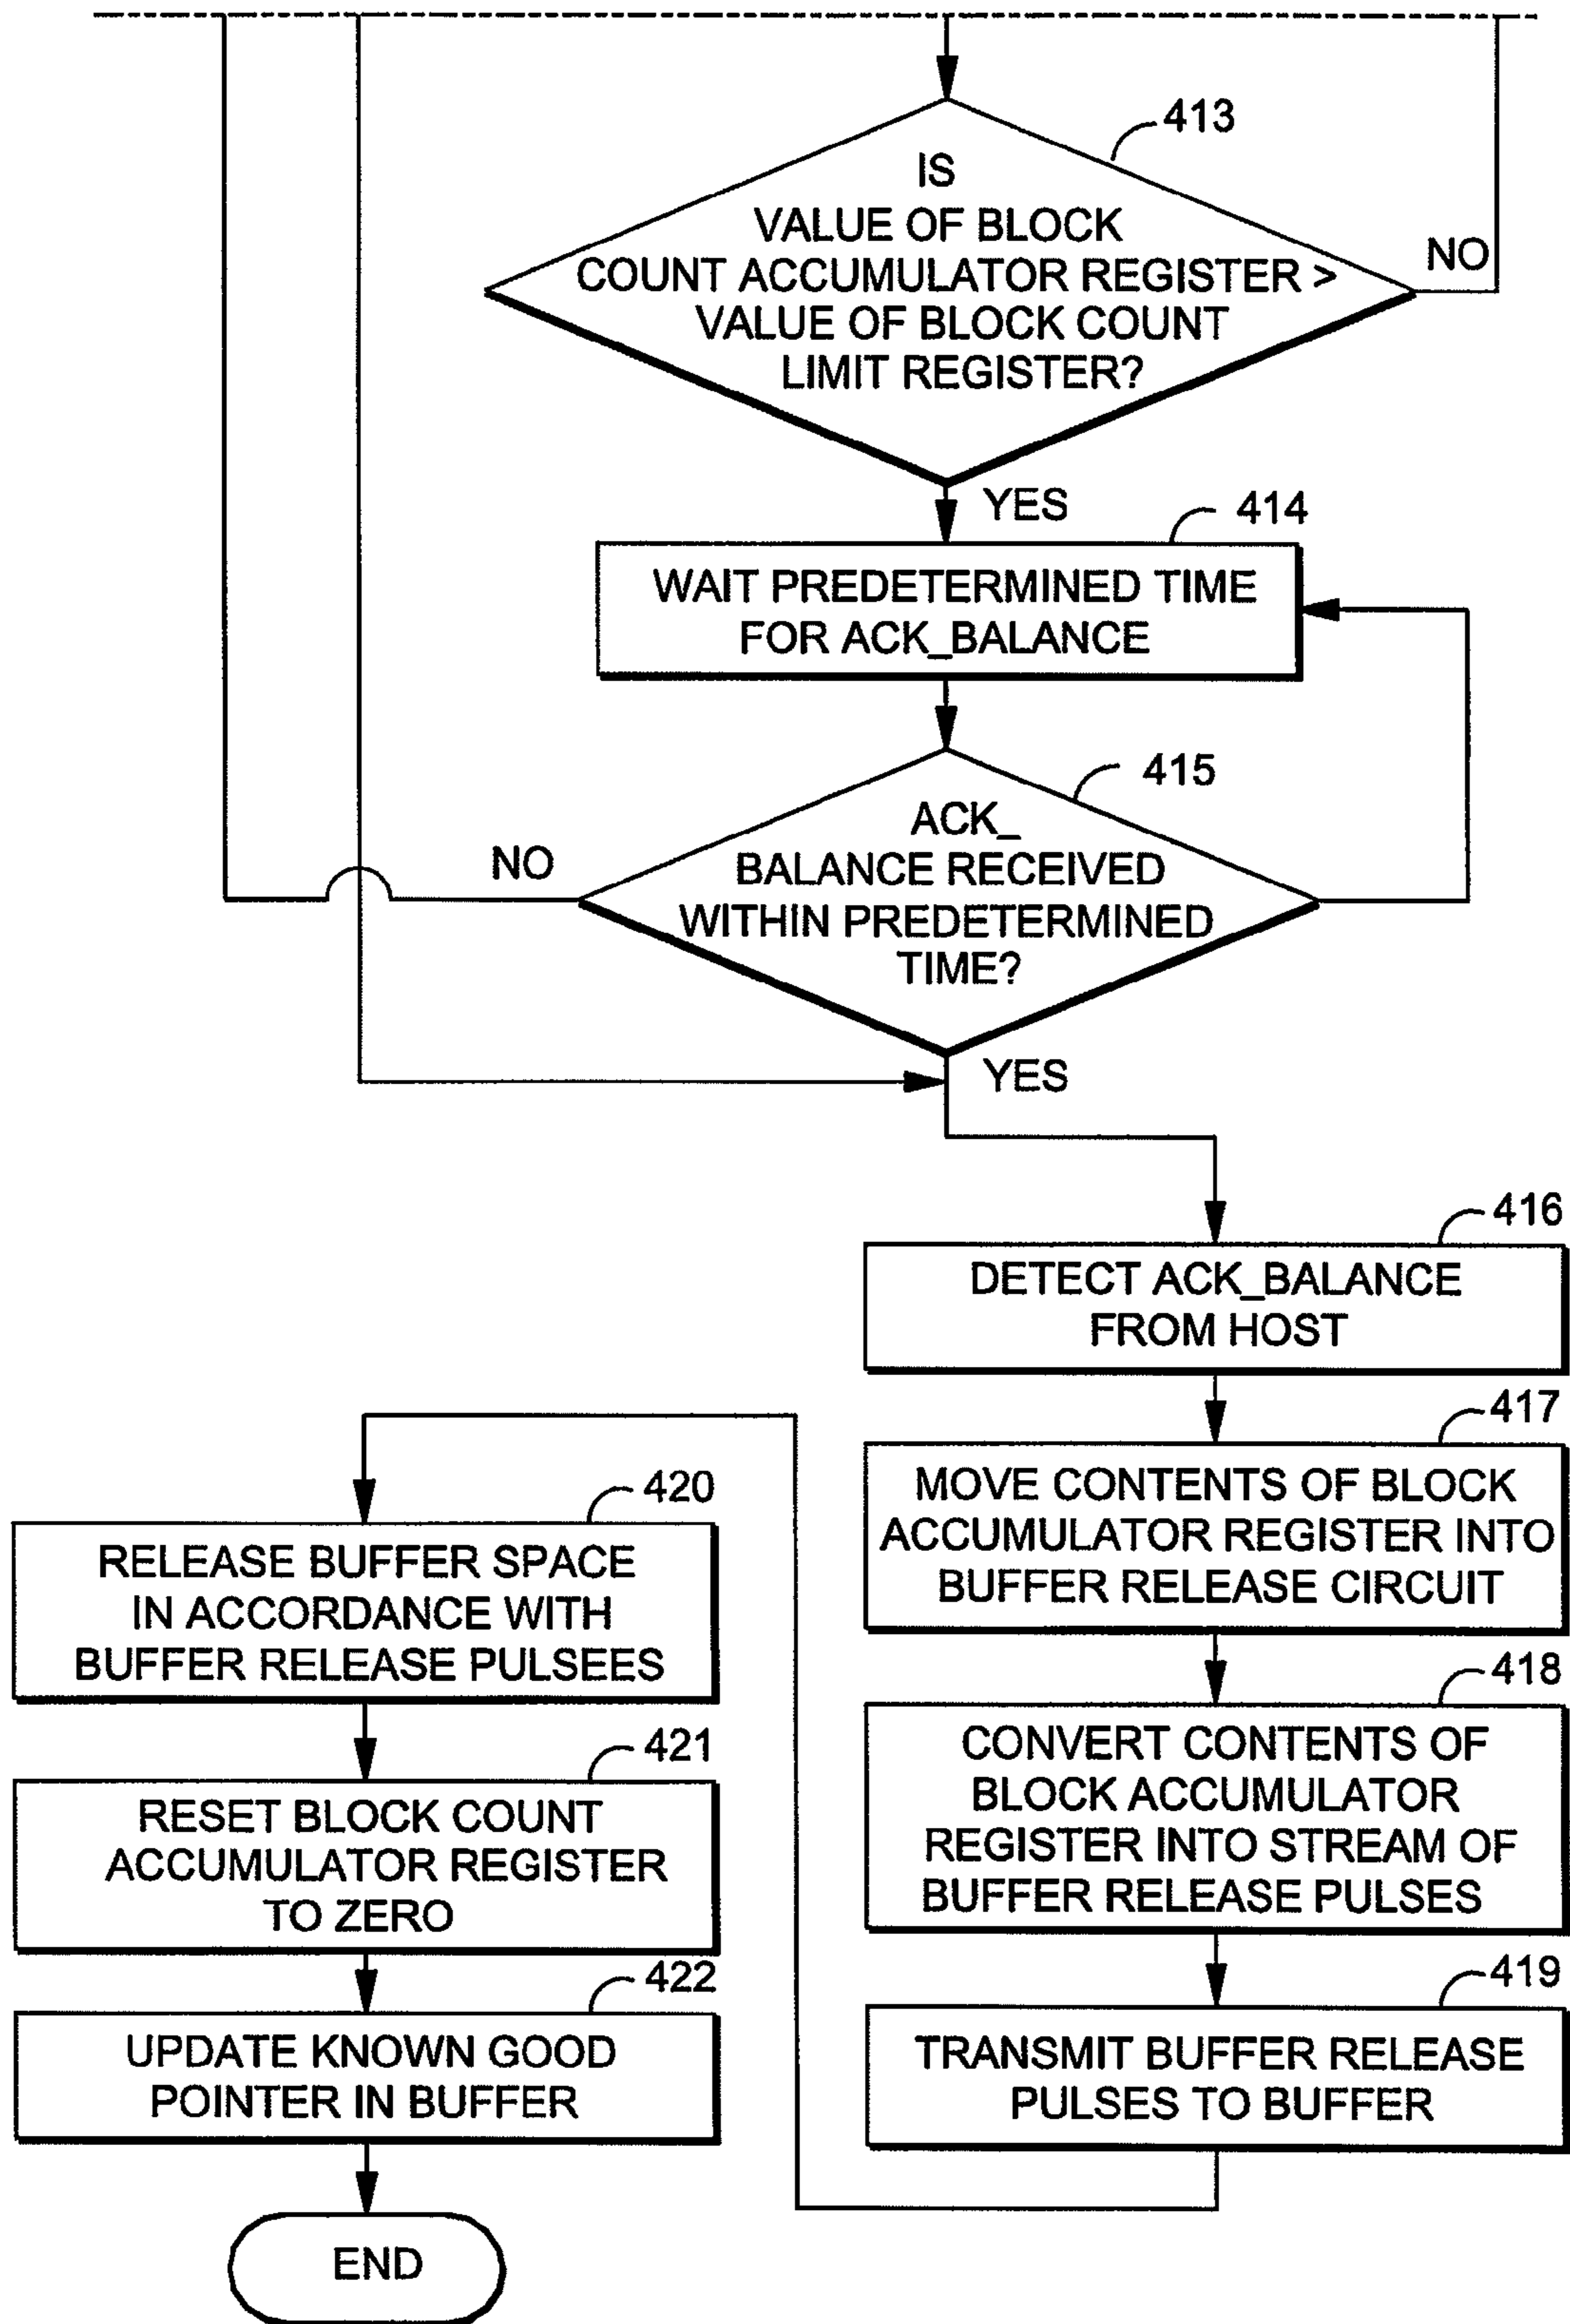 413
IS
VALUE OF BLOCK
COUNT ACCUMULATOR REGISTER >
VALUE OF BLOCK COUNT
LIMIT REGISTER?
NO
YES
414
WAIT PREDETERMINED TIME
FOR ACK_BALANCE
415
ACK_
BALANCE RECEIVED
WITHIN PREDETERMINED
TIME?
NO
YES
416
DETECT ACK_BALANCE
FROM HOST
417
MOVE CONTENTS OF BLOCK
ACCUMULATOR REGISTER INTO
BUFFER RELEASE CIRCUIT
418
CONVERT CONTENTS OF
BLOCK ACCUMULATOR
REGISTER INTO STREAM OF
BUFFER RELEASE PULSES
419
TRANSMIT BUFFER RELEASE
PULSES TO BUFFER
420
RELEASE BUFFER SPACE
IN ACCORDANCE WITH
BUFFER RELEASE PULSEES
421
RESET BLOCK COUNT
ACCUMULATOR REGISTER
TO ZERO
422
UPDATE KNOWN GOOD
POINTER IN BUFFER
END